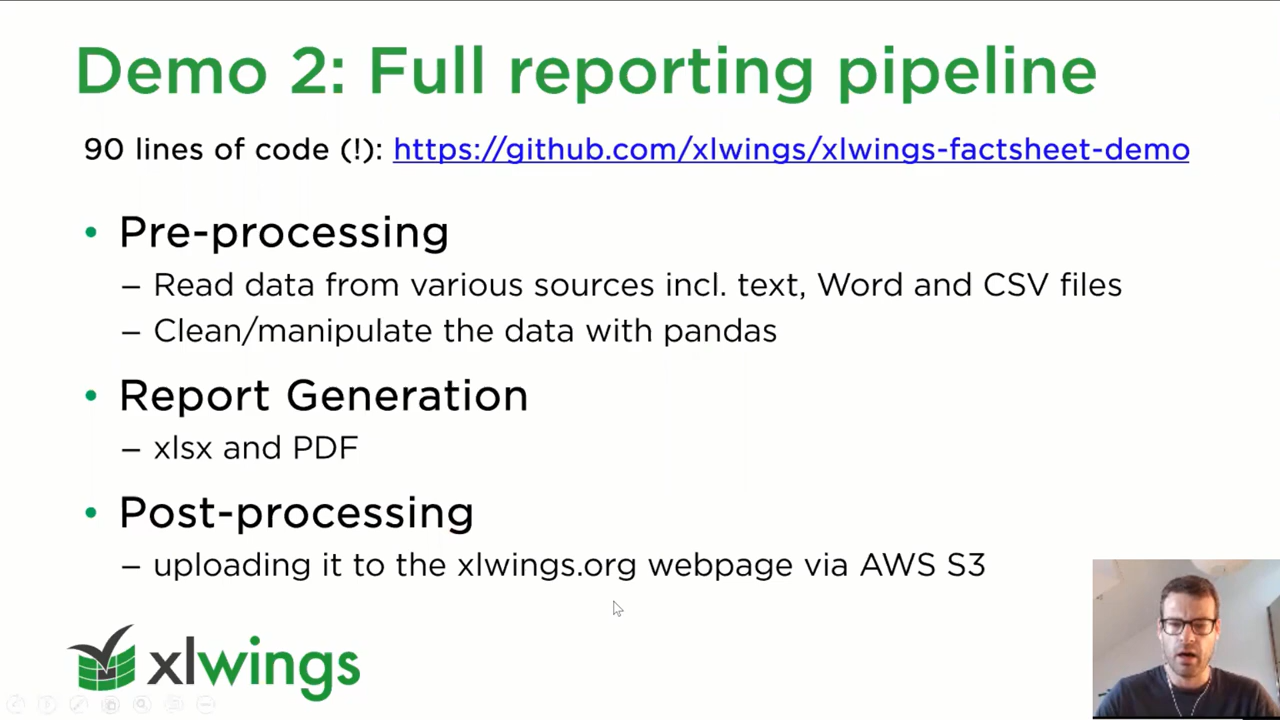 Demo 2: Full reporting pipeline
90 lines of code (!): https://github.com/xlwings/xlwings-factsheet-demo
• Pre-processing
– Read data from various sources incl. text, Word and CSV files
– Clean/manipulate the data with pandas
• Report Generation
– xlsx and PDF
• Post-processing
– uploading it to the xlwings.org webpage via AWS S3
xlwings